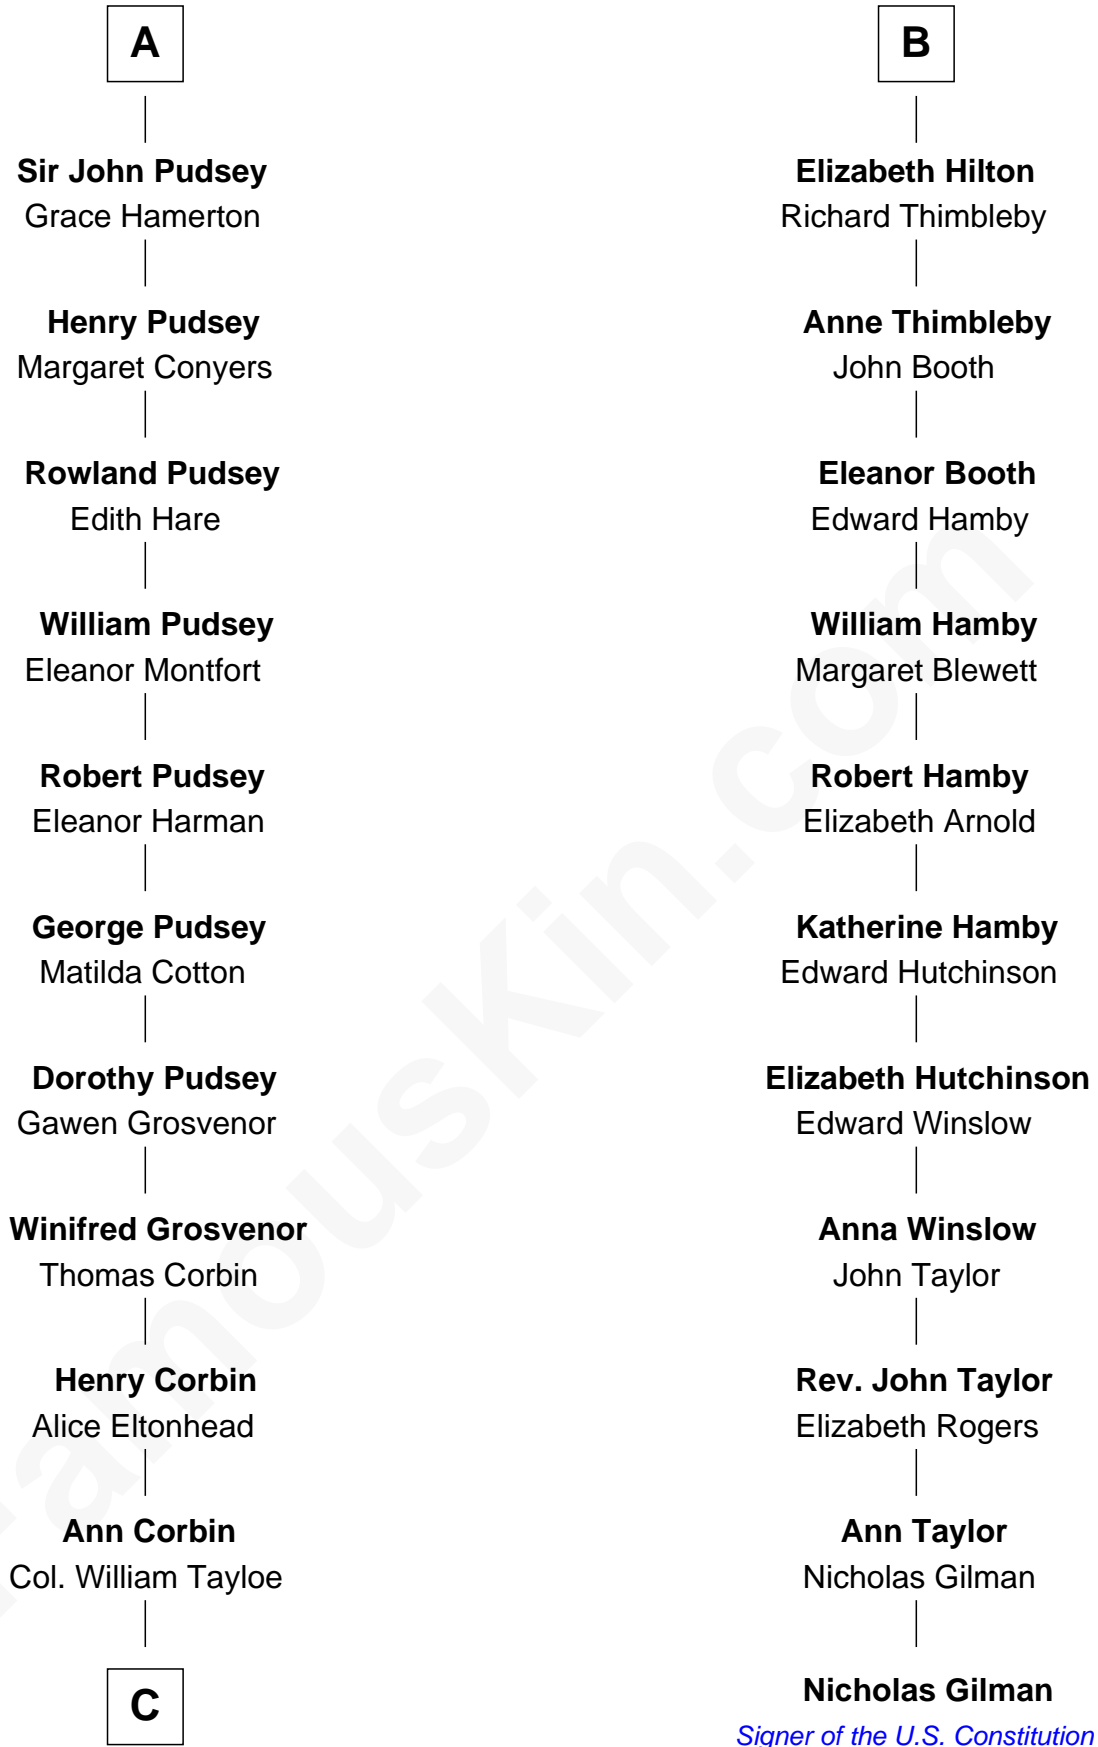 A
Sir John Pudsey
Grace Hamerton
Henry Pudsey
Margaret Conyers
Rowland Pudsey
Edith Hare
William Pudsey
Eleanor Montfort
Robert Pudsey
Eleanor Harman
George Pudsey
Matilda Cotton
Dorothy Pudsey
Gawen Grosvenor
Winifred Grosvenor
Thomas Corbin
Henry Corbin
Alice Eltonhead
Ann Corbin
Col. William Tayloe
C
B
Elizabeth Hilton
Richard Thimbleby
Anne Thimbleby
John Booth
Eleanor Booth
Edward Hamby
William Hamby
Margaret Blewett
Robert Hamby
Elizabeth Arnold
Katherine Hamby
Edward Hutchinson
Elizabeth Hutchinson
Edward Winslow
Anna Winslow
John Taylor
Rev. John Taylor
Elizabeth Rogers
Ann Taylor
Nicholas Gilman
Nicholas Gilman
Signer of the U.S. Constitution
FamousKin.com